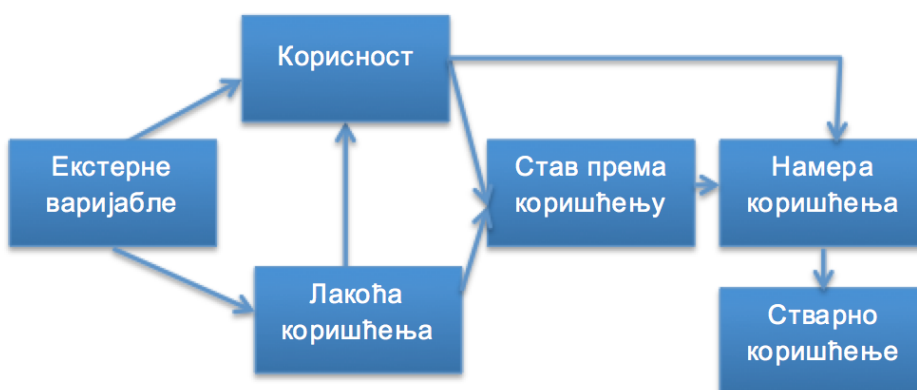 Корисност
Екстерне
варијабле
Став према
коришћењу
Намера
коришћења
Лакоћа
коришћења
Стварно
коришћење